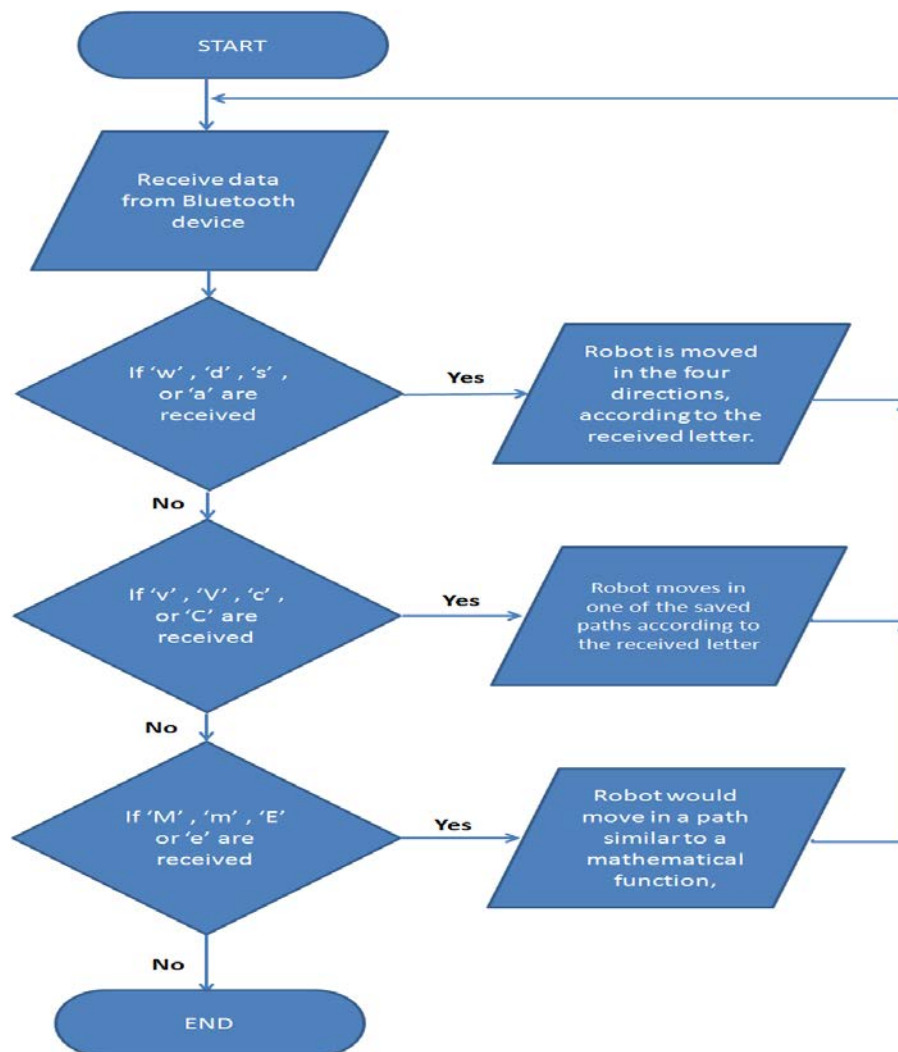 START
Receive data
from Bluetooth
device
If ‘w’ , ‘d’ , ‘s’ ,
or ‘a’ are
received
Yes
Robot is moved
in the four
directions,
according to the
received letter.
No
If ‘v’ , ‘V’ , ‘c’ ,
or ‘C’ are
received
Yes
Robot moves in
one of the saved
paths according to
the received letter
No
If ‘M’ , ‘m’ , ‘E’
or ‘e’ are
received
Yes
Robot would
move in a path
similar to a
mathematical
function,
No
END